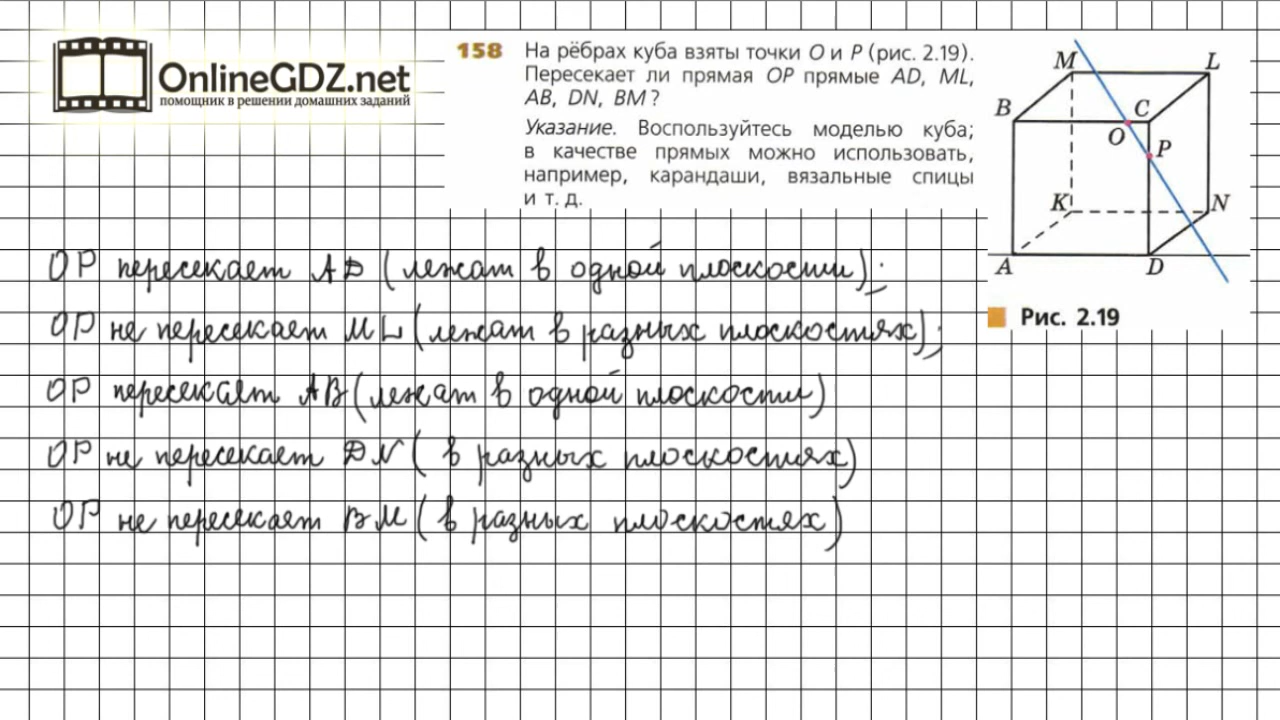 OnlineGDZ.net
помощник в решении домашних заданий
158 На рёбрах куба взяты точки O и P (рис. 2.19).
Пересекает ли прямая OP прямые AD, ML,
AB, DN, BM?
Указание. Воспользуйтесь моделью куба;
в качестве прямых можно использовать,
например, карандаши, вязальные спицы
и т. д.
M L
B C
O P
K N
A D
Рис. 2.19
OP пересекает AD (лежат в одной плоскости);
OP не пересекает ML (лежат в разных плоскостях);
OP пересекает AB (лежат в одной плоскости)
OP не пересекает DN ( в разных плоскостях)
OP не пересекает BM ( в разных плоскостях)